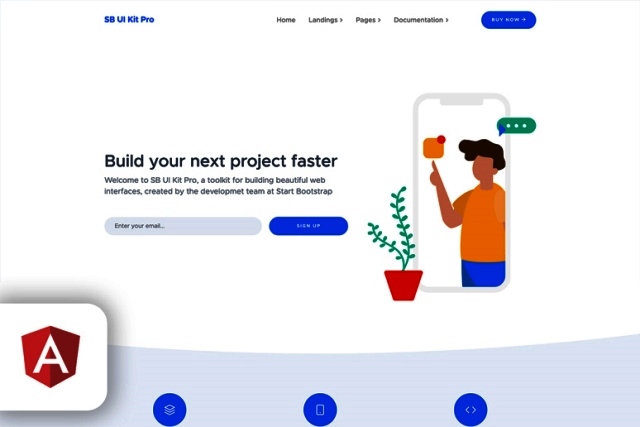 SB UI Kit Pro
Home Landings Pages Documentation BUY NOW
Build your next project faster
Welcome to SB UI Kit Pro, a toolkit for building beautiful web
interfaces, created by the developmet team at Start Bootstrap
Enter your email... SIGN UP
A